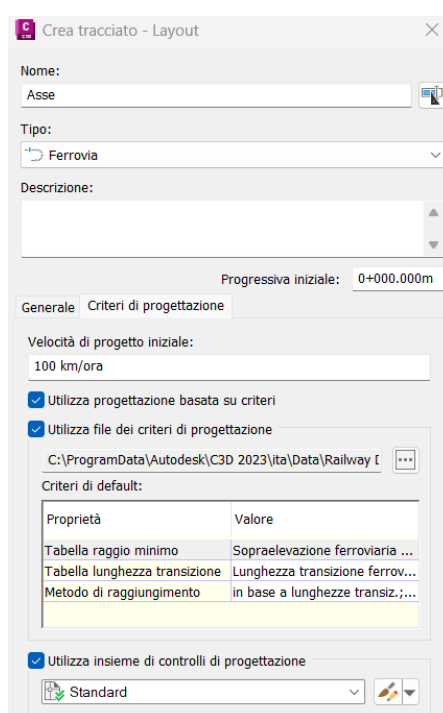 C
C3D
Crea tracciato - Layout
Nome:
Asse
Tipo:
Ferrovia
Descrizione:
Progressiva iniziale: 0+000.000m
Generale Criteri di progettazione
Velocità di progetto iniziale:
100 km/ora
Utilizza progettazione basata su criteri
Utilizza file dei criteri di progettazione
C:\ProgramData\Autodesk\C3D 2023\ita\Data\Railway D ...
Criteri di default:
Proprietà Valore
Tabella raggio minimo Sopraelevazione ferroviaria ...
Tabella lunghezza transizione Lunghezza transizione ferrov...
Metodo di raggiungimento in base a lunghezze transiz.;...
Utilizza insieme di controlli di progettazione
Standard